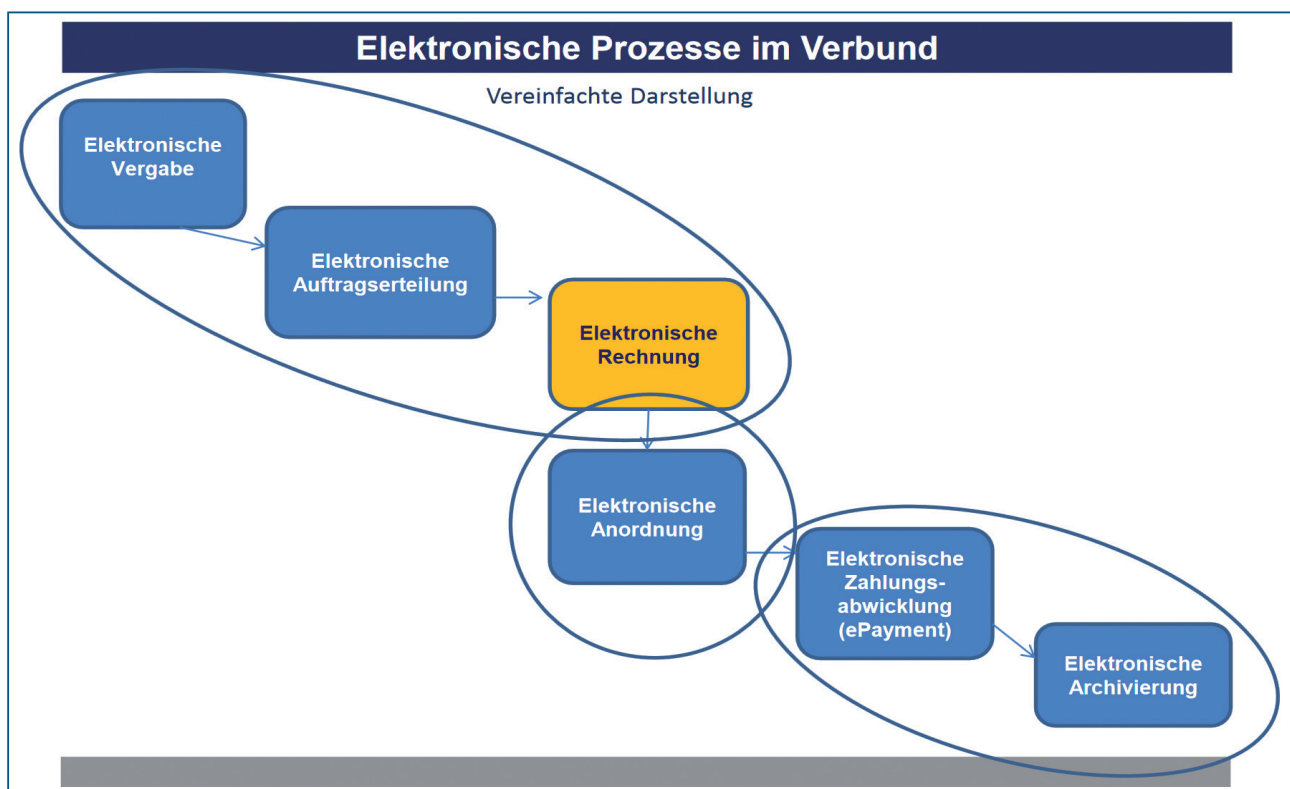 Elektronische Prozesse im Verbund
Vereinfachte Darstellung
Elektronische
Vergabe
Elektronische
Auftragserteilung
Elektronische
Rechnung
Elektronische
Anordnung
Elektronische
Zahlungs-
abwicklung
(ePayment)
Elektronische
Archivierung